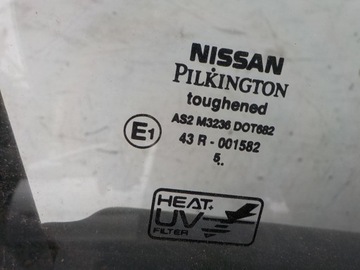 NISSAN
PILKINGTON
toughened
AS2 M3236 DOT682
E1
43 R - 001582
5..
HEAT+
UV
FILTER